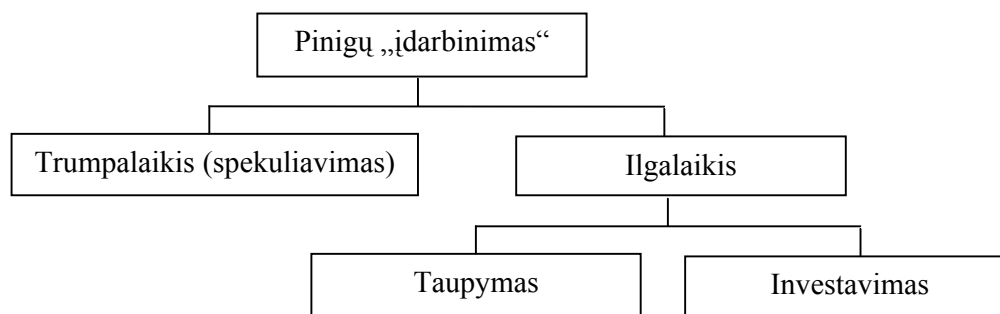 Pinigų „įdarbinimas“
Trumpalaikis (spekuliavimas)
Ilgalaikis
Taupymas
Investavimas